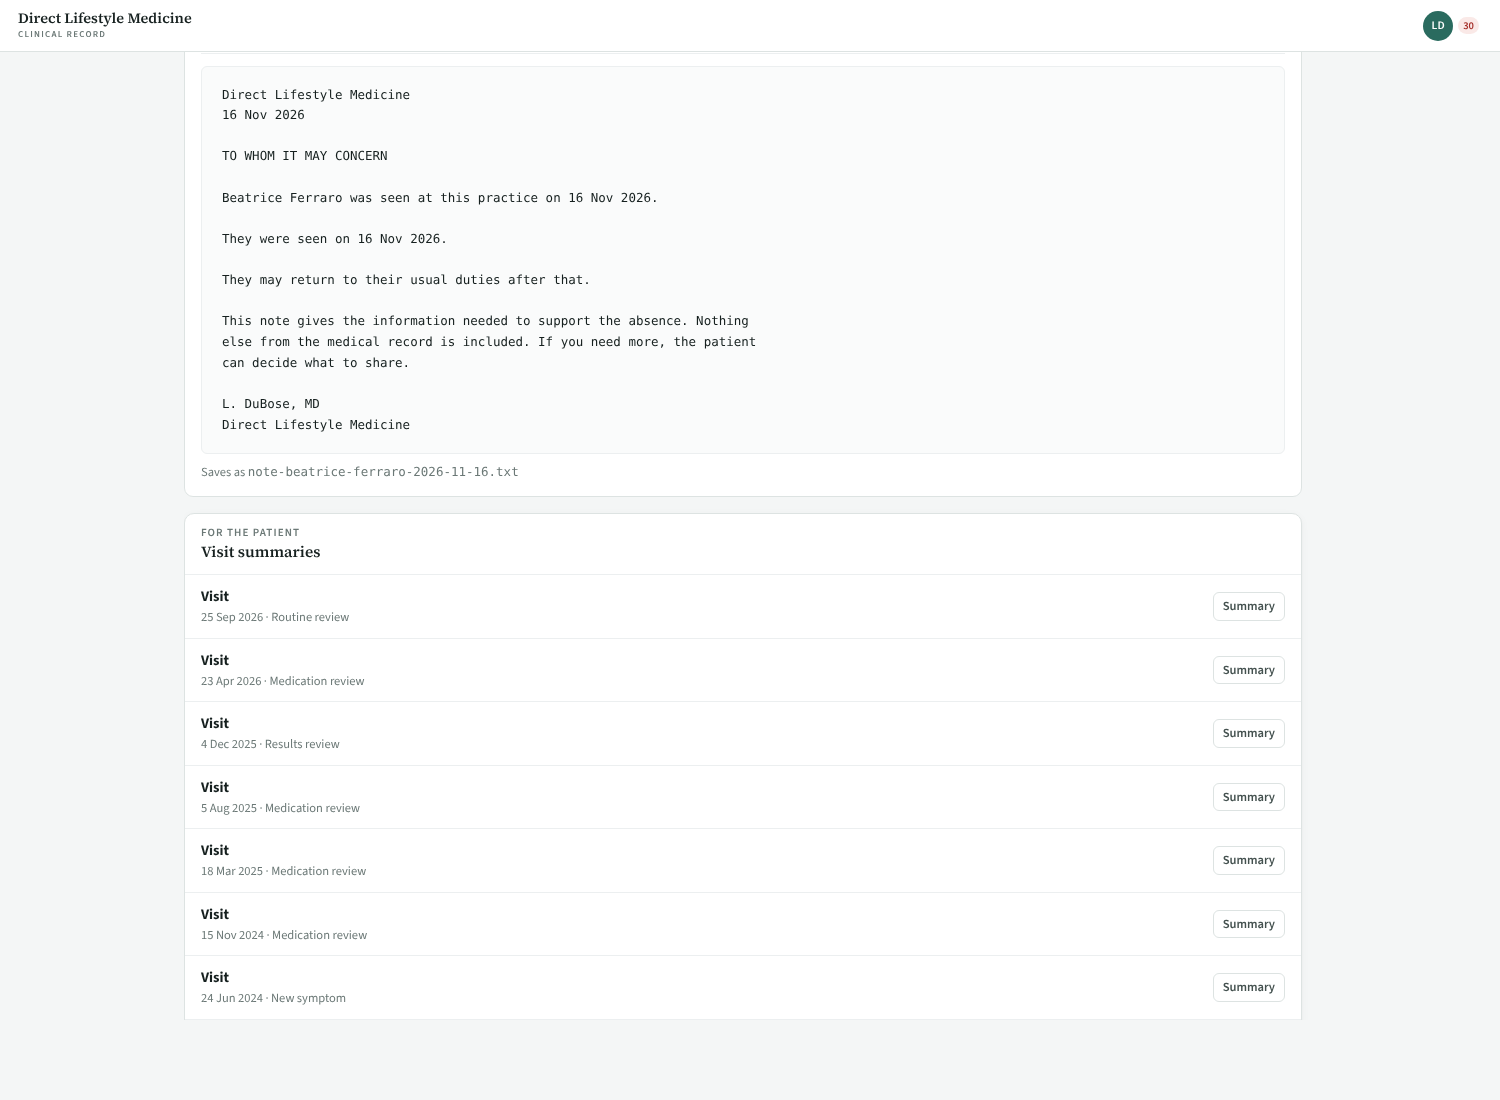 Direct Lifestyle Medicine
CLINICAL RECORD
LD
30
Direct Lifestyle Medicine
16 Nov 2026
TO WHOM IT MAY CONCERN
Beatrice Ferraro was seen at this practice on 16 Nov 2026.
They were seen on 16 Nov 2026.
They may return to their usual duties after that.
This note gives the information needed to support the absence. Nothing
else from the medical record is included. If you need more, the patient
can decide what to share.
L. DuBose, MD
Direct Lifestyle Medicine
Saves as note-beatrice-ferraro-2026-11-16.txt
FOR THE PATIENT
Visit summaries
Visit
25 Sep 2026 · Routine review
Summary
Visit
23 Apr 2026 · Medication review
Summary
Visit
4 Dec 2025 · Results review
Summary
Visit
5 Aug 2025 · Medication review
Summary
Visit
18 Mar 2025 · Medication review
Summary
Visit
15 Nov 2024 · Medication review
Summary
Visit
24 Jun 2024 · New symptom
Summary